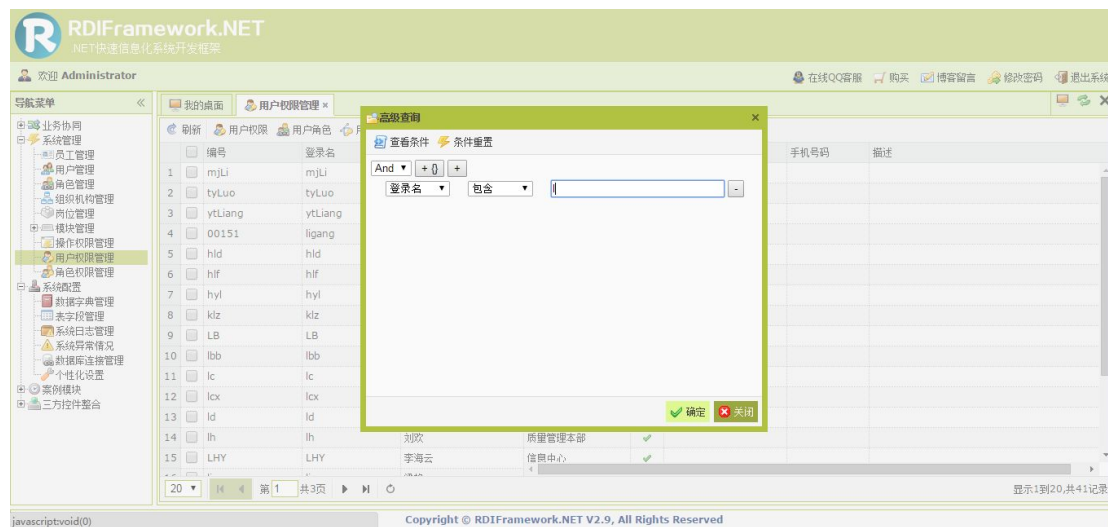 RDIFramework.NET
.NET快速信息化系统开发框架
欢迎 Administrator
在线QQ客服 购买 博客留言 修改密码 退出系统
导航菜单
我的桌面 用户权限管理
业务协同
系统管理
员工管理
用户管理
角色管理
组织机构管理
岗位管理
模块管理
操作权限管理
用户权限管理
角色权限管理
系统配置
数据字典管理
表字段管理
系统日志管理
系统异常情况
数据库连接管理
个性化设置
案例模块
三方控件整合
刷新 用户权限 用户角色
编号 登录名 手机号码 描述
1 mjLi mjLi
2 tyLuo tyLuo
3 ytLiang ytLiang
4 00151 ligang
5 hld hld
6 hlf hlf
7 hyl hyl
8 klz klz
9 LB LB
10 lbb lbb
11 lc lc
12 lcx lcx
13 ld ld
14 lh lh 刘欢 质量管理本部
15 LHY LHY 李海云 信息中心
高级查询
查看条件 条件重置
And + {} +
登录名 包含 l -
确定 关闭
20 第 1 共3页
显示1到20,共41记录
javascript:void(0)
Copyright © RDIFramework.NET V2.9, All Rights Reserved